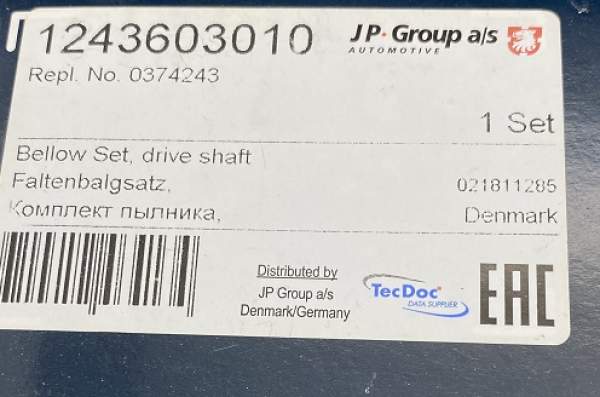 1243603010
JP Group a/s
AUTOMOTIVE
Repl. No. 0374243
1 Set
Bellow Set, drive shaft
Faltenbalgsatz,
021811285
Комплект пылника,
Denmark
Distributed by
JP Group a/s
Denmark/Germany
TecDoc
DATA SUPPLIER
EAC